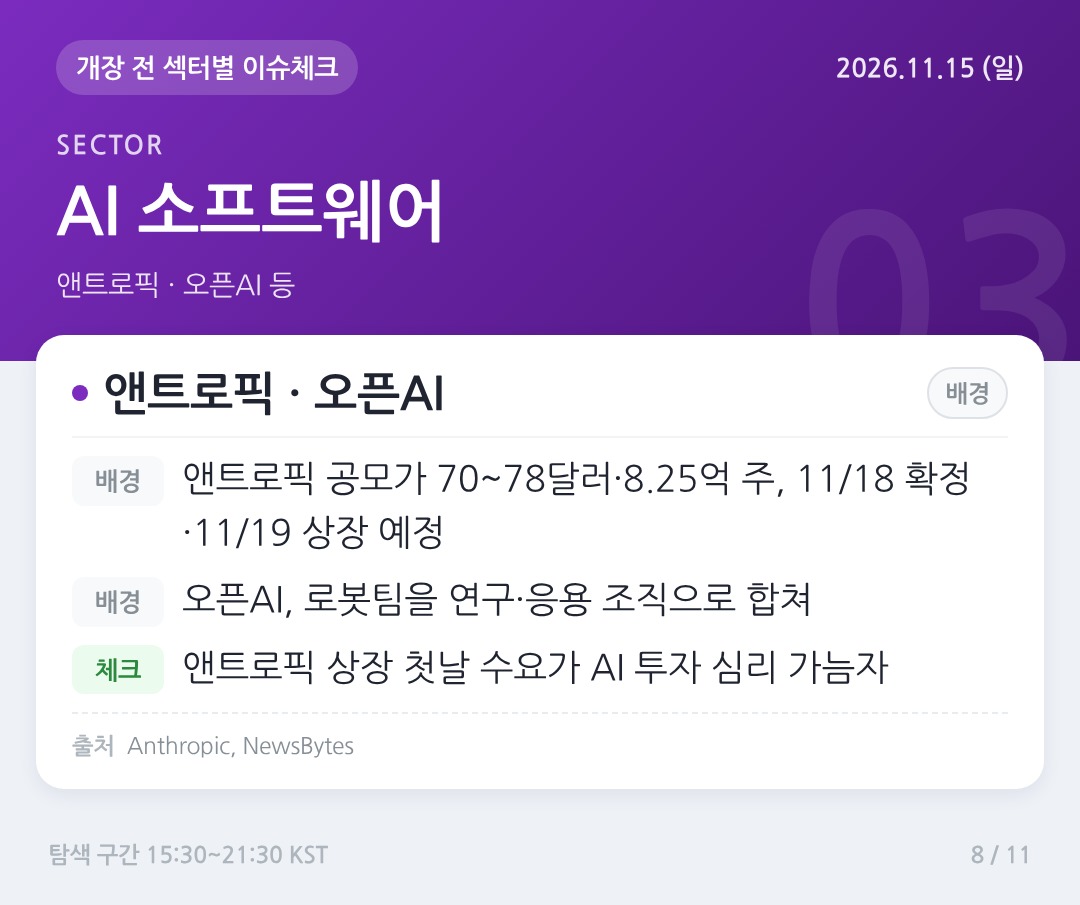 개장 전 섹터별 이슈체크
2026.11.15 (일)
SECTOR
AI 소프트웨어
앤트로픽 · 오픈AI 등
03
앤트로픽 · 오픈AI
배경
배경 앤트로픽 공모가 70~78달러·8.25억 주, 11/18 확정
·11/19 상장 예정
배경 오픈AI, 로봇팀을 연구·응용 조직으로 합쳐
체크 앤트로픽 상장 첫날 수요가 AI 투자 심리 가늠자
출처 Anthropic, NewsBytes
탐색 구간 15:30~21:30 KST
8 / 11